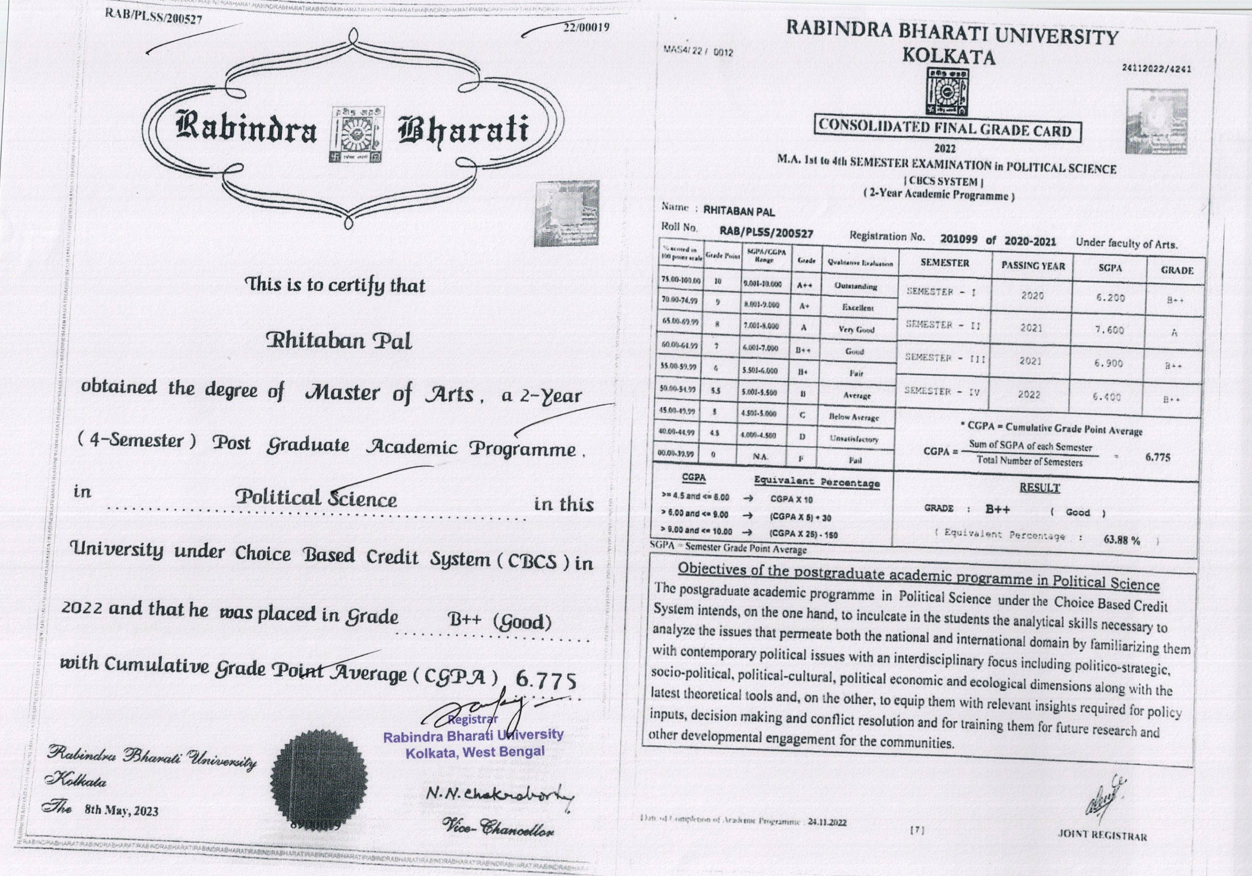 RAB/PLSS/200527
22/00019
Rabindra Bharati
This is to certify that
Rhitaban Pal
obtained the degree of Master of Arts, a 2-Year
(4-Semester) Post Graduate Academic Programme,
in Political Science in this
University under Choice Based Credit System (CBCS) in
2022 and that he was placed in Grade B++ (Good)
with Cumulative Grade Point Average (CGPA) 6.775
Registrar
Rabindra Bharati University
Kolkata, West Bengal
Rabindra Bharati University
Kolkata
The 8th May, 2023
N.N. Chakraborty
Vice-Chancellor
RABINDRA BHARATI UNIVERSITY
KOLKATA
MAS4/22/ 0012
24112022/4241
CONSOLIDATED FINAL GRADE CARD
2022
M.A. 1st to 4th SEMESTER EXAMINATION in POLITICAL SCIENCE
[CBCS SYSTEM]
( 2-Year Academic Programme )
Name : RHITABAN PAL
Roll No. RAB/PLSS/200527 Registration No. 201099 of 2020-2021 Under faculty of Arts.
% scored in 100 point scale Grade Point SGPA/CGPA Range Grade Qualitative Evaluation
75.00-100.00 10 9.001-10.000 A++ Outstanding
70.00-74.99 9 8.001-9.000 A+ Excellent
65.00-69.99 8 7.001-8.000 A Very Good
60.00-64.99 7 6.001-7.000 B++ Good
55.00-59.99 6 5.501-6.000 B+ Fair
50.00-54.99 5.5 5.001-5.500 B Average
45.00-49.99 5 4.501-5.000 C Below Average
40.00-44.99 4.5 4.000-4.500 D Unsatisfactory
00.00-39.99 0 N.A. F Fail
SEMESTER PASSING YEAR SGPA GRADE
SEMESTER - I 2020 6.200 B++
SEMESTER - II 2021 7.600 A
SEMESTER - III 2021 6.900 B++
SEMESTER - IV 2022 6.400 B++
* CGPA = Cumulative Grade Point Average
CGPA = Sum of SGPA of each Semester / Total Number of Semesters = 6.775
CGPA Equivalent Percentage
>= 4.5 and <= 6.00 → CGPA X 10
> 6.00 and <= 9.00 → (CGPA X 5) + 30
> 9.00 and <= 10.00 → (CGPA X 25) - 150
RESULT
GRADE : B++ ( Good )
( Equivalent Percentage : 63.88 % )
SGPA = Semester Grade Point Average
Objectives of the postgraduate academic programme in Political Science
The postgraduate academic programme in Political Science under the Choice Based Credit
System intends, on the one hand, to inculcate in the students the analytical skills necessary to
analyze the issues that permeate both the national and international domain by familiarizing them
with contemporary political issues with an interdisciplinary focus including politico-strategic,
socio-political, political-cultural, political economic and ecological dimensions along with the
latest theoretical tools and, on the other, to equip them with relevant insights required for policy
inputs, decision making and conflict resolution and for training them for future research and
other developmental engagement for the communities.
Date of Completion of Academic Programme : 24.11.2022
[7]
JOINT REGISTRAR